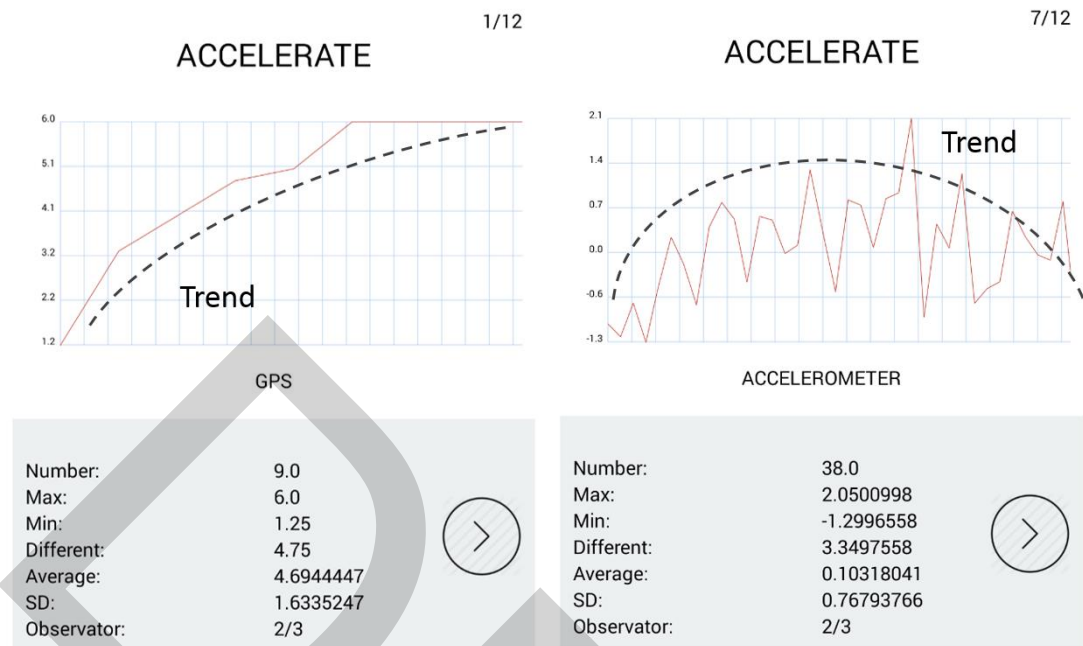 1/12
ACCELERATE
6.0
5.1
4.1
3.2
2.2
1.2
Trend
GPS
Number: 9.0
Max: 6.0
Min: 1.25
Different: 4.75
Average: 4.6944447
SD: 1.6335247
Observator: 2/3
7/12
ACCELERATE
2.1
1.4
0.7
0.0
-0.6
-1.3
Trend
ACCELEROMETER
Number: 38.0
Max: 2.0500998
Min: -1.2996558
Different: 3.3497558
Average: 0.10318041
SD: 0.76793766
Observator: 2/3